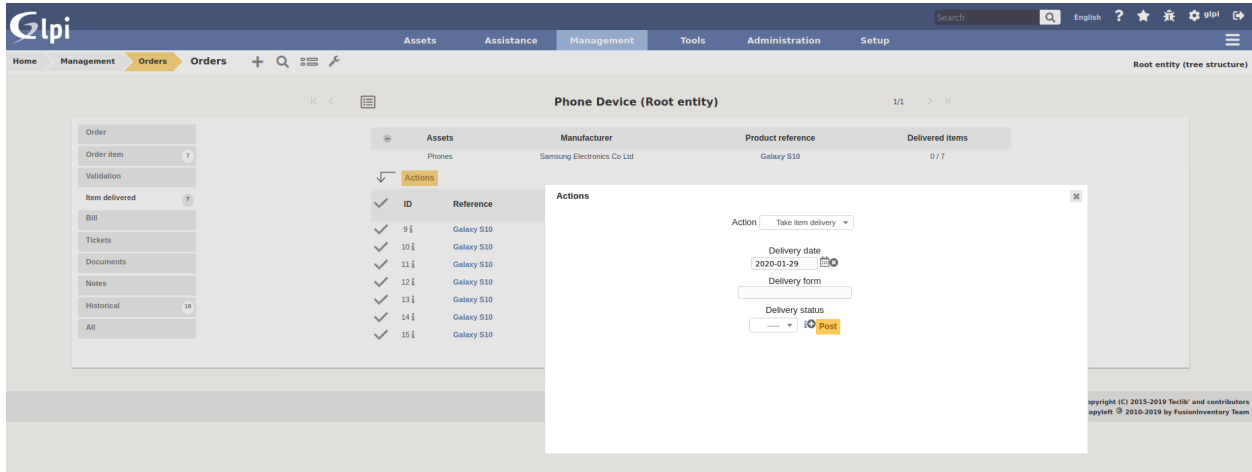 Glpi
Search
English ? glpi
Assets Assistance Management Tools Administration Setup
Home Management Orders Orders
Root entity (tree structure)
Phone Device (Root entity) 1/1
Order
Order item 7
Validation
Item delivered 7
Bill
Tickets
Documents
Notes
Historical 18
All
Assets Manufacturer Product reference Delivered items
Phones Samsung Electronics Co Ltd Galaxy S10 0 / 7
Actions
ID Reference
9 i Galaxy S10
10 i Galaxy S10
11 i Galaxy S10
12 i Galaxy S10
13 i Galaxy S10
14 i Galaxy S10
15 i Galaxy S10
Actions
Action Take item delivery
Delivery date
2020-01-29
Delivery form
Delivery status
----- i Post
opyright (C) 2015-2019 Teclib' and contributors
opyleft 2010-2019 by FusionInventory Team